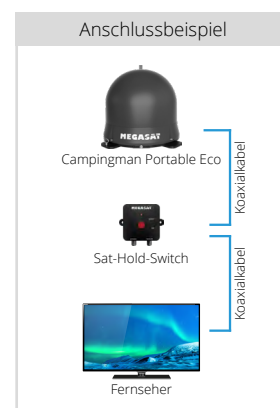 Anschlussbeispiel
MEGASAT
Campingman Portable Eco
Koaxialkabel
MEGASAT
Sat-Hold-Switch
Koaxialkabel
Fernseher